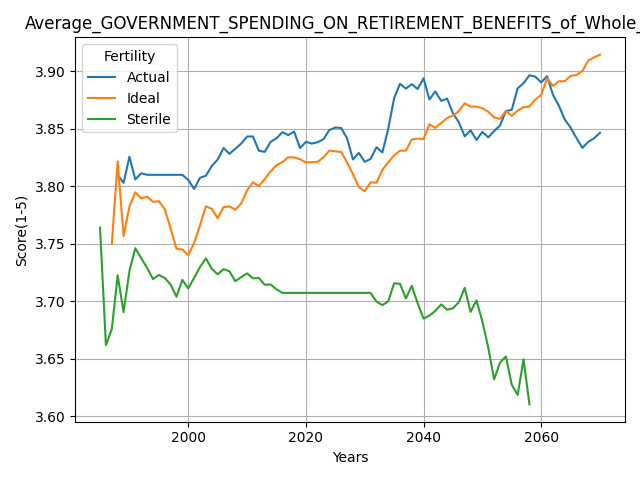 Average_GOVERNMENT_SPENDING_ON_RETIREMENT_BENEFITS_of_Whole_
Fertility
Actual
Ideal
Sterile
Score(1-5)
3.90
3.85
3.80
3.75
3.70
3.65
3.60
2000
2020
2040
2060
Years